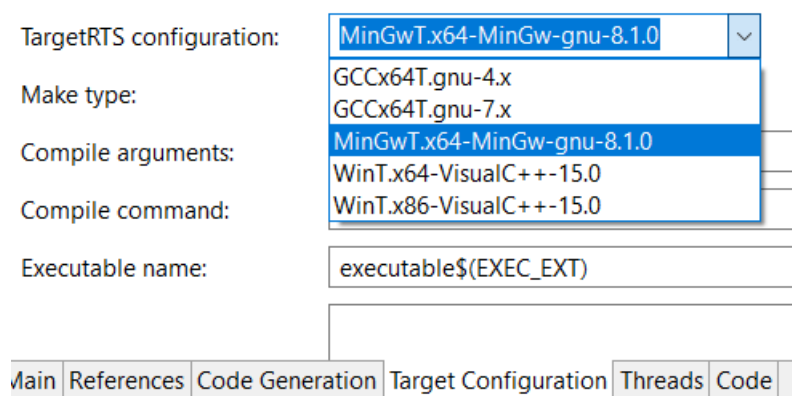 TargetRTS configuration: MinGwT.x64-MinGw-gnu-8.1.0
GCCx64T.gnu-4.x
Make type:
GCCx64T.gnu-7.x
MinGwT.x64-MinGw-gnu-8.1.0
Compile arguments:
WinT.x64-VisualC++-15.0
Compile command:
WinT.x86-VisualC++-15.0
Executable name: executable$(EXEC_EXT)
Main References Code Generation Target Configuration Threads Code